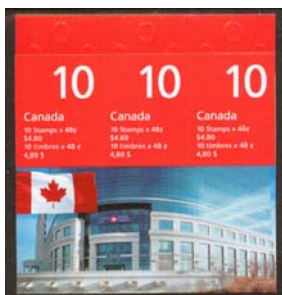 10 10 10
Canada Canada Canada
10 Stamps x 48¢ 10 Stamps x 48¢ 10 Stamps x 48¢
$4.80 $4.80 $4.80
10 timbres x 48 ¢ 10 timbres x 48 ¢ 10 timbres x 48 ¢
4,80 $ 4,80 $ 4,80 $